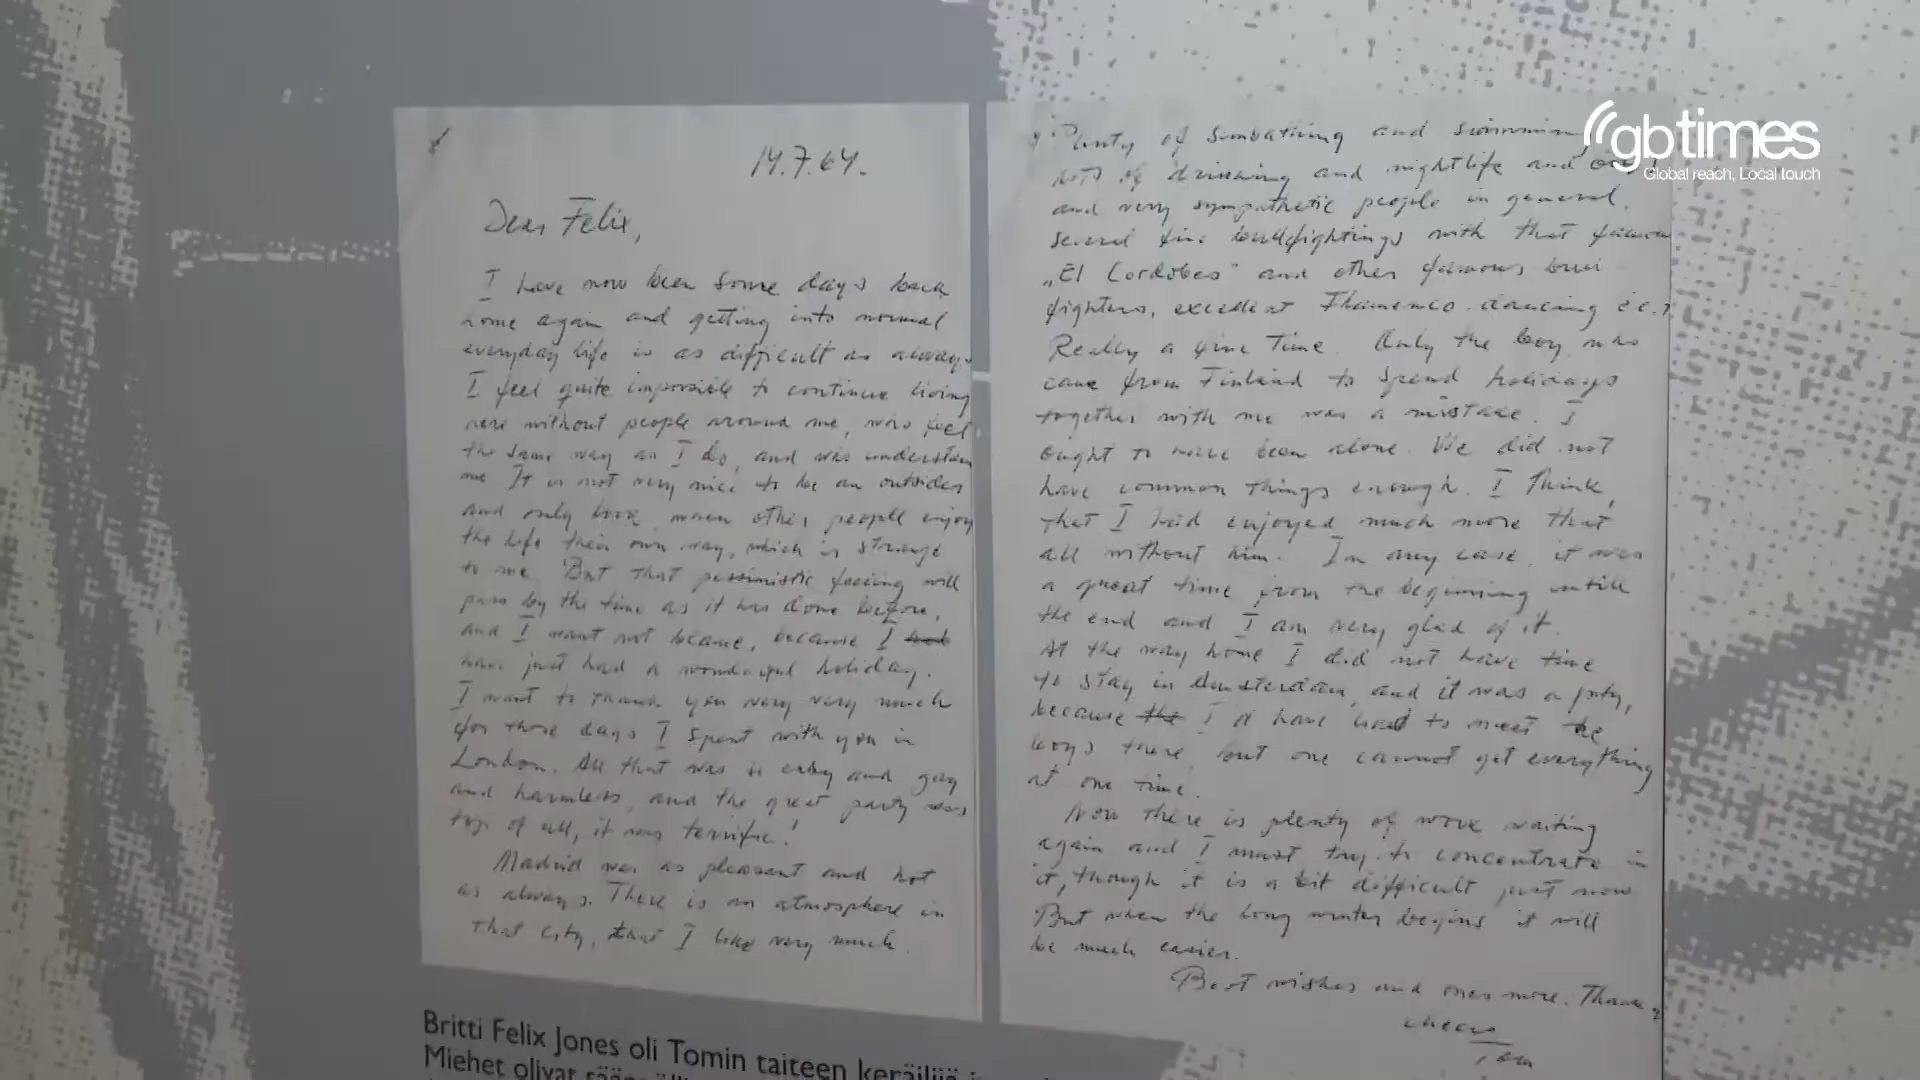 14.7.64.
Dear Felix,
I have now been some days back
home again and getting into normal
everyday life is as difficult as always.
I feel quite impossible to continue living
here without people around me, who feel
the same way as I do, and who understan
me It is not very nice to be an outsider
and only look when other people enjoy
the life their own way, which is strange
to me. But that pessimistic feeling will
pass by the time as it has done before,
and I want not because, because I
have just had a wonderful holiday.
I want to thank you very very much
for those days I spent with you in
London. All that was so and gay
and harmless, and the great party was
top of all, it was terrific!
Madrid was as pleasant and hot
as always. There is an atmosphere in
that city, that I like very much.
Plenty of sunbathing and swimming
lots of drinking and nightlife and
and very sympathetic people in general.
several fine bullfightings with that famou
„El Cordobes" and other famous bull
fighters, excellent Flamenco dancing
Really a fine time. Only the boy who
came from Finland to spend holidays
together with me was a mistake. I
ought to have been alone. We did not
have common things enough. I think,
that I had enjoyed much more that
all without him. In any case it was
a great time from the beginning untill
the end and I am very glad of it.
At the way home I did not have time
to stay in Amsterdam, and it was a pity,
because the I'd have liked to meet the
boys there, but one cannot get everything
at one time.
Now there is plenty of work waiting
again and I must try to concentrate in
it, though it is a bit difficult just now
But when the long winter begins it will
be much easier.
Best wishes and ones more. Thank
cheers
Tom
Britti Felix Jones oli Tomin taiteen keräilijä
Miehet olivat
gbtimes
Global reach, Local touch